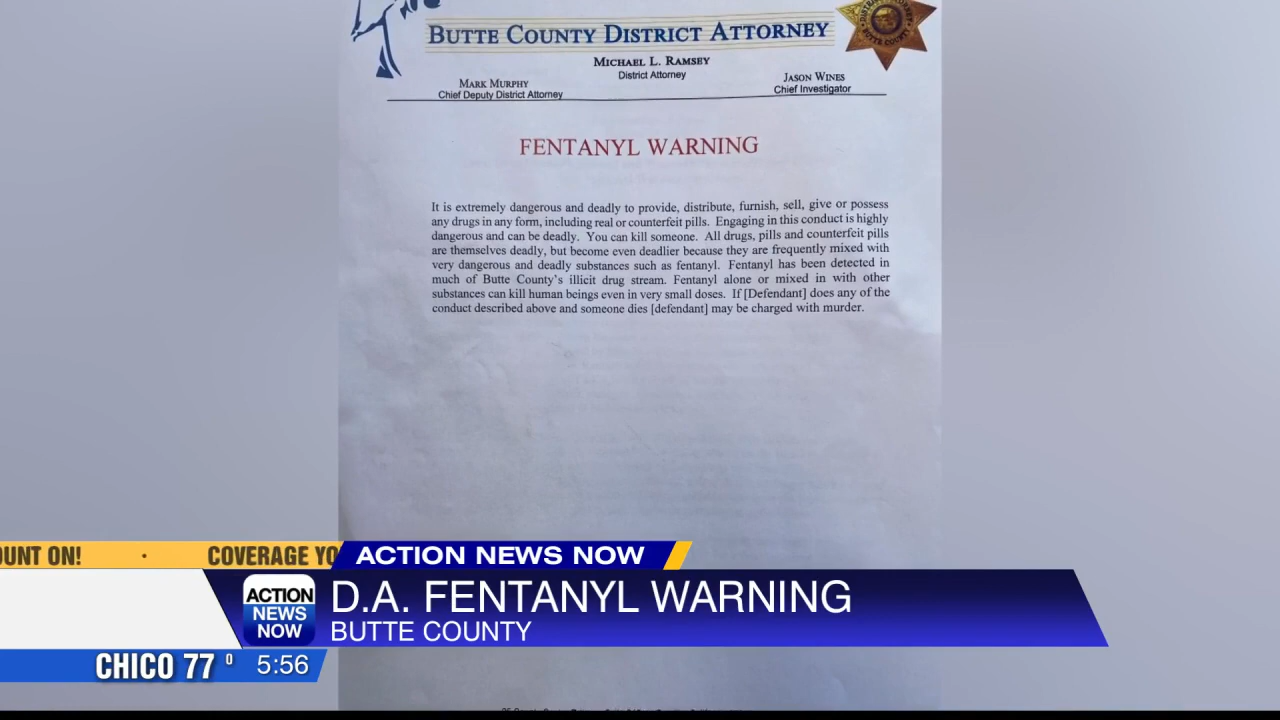 BUTTE COUNTY DISTRICT ATTORNEY
MICHAEL L. RAMSEY
District Attorney
MARK MURPHY
Chief Deputy District Attorney
JASON WINES
Chief Investigator
BUTTE COUNTY
FENTANYL WARNING
It is extremely dangerous and deadly to provide, distribute, furnish, sell, give or possess
any drugs in any form, including real or counterfeit pills. Engaging in this conduct is highly
dangerous and can be deadly. You can kill someone. All drugs, pills and counterfeit pills
are themselves deadly, but become even deadlier because they are frequently mixed with
very dangerous and deadly substances such as fentanyl. Fentanyl has been detected in
much of Butte County's illicit drug stream. Fentanyl alone or mixed in with other
substances can kill human beings even in very small doses. If [Defendant] does any of the
conduct described above and someone dies [defendant] may be charged with murder.
OUNT ON! · COVERAGE YO
ACTION NEWS NOW
ACTION
NEWS
NOW
D.A. FENTANYL WARNING
BUTTE COUNTY
CHICO 77° 5:56